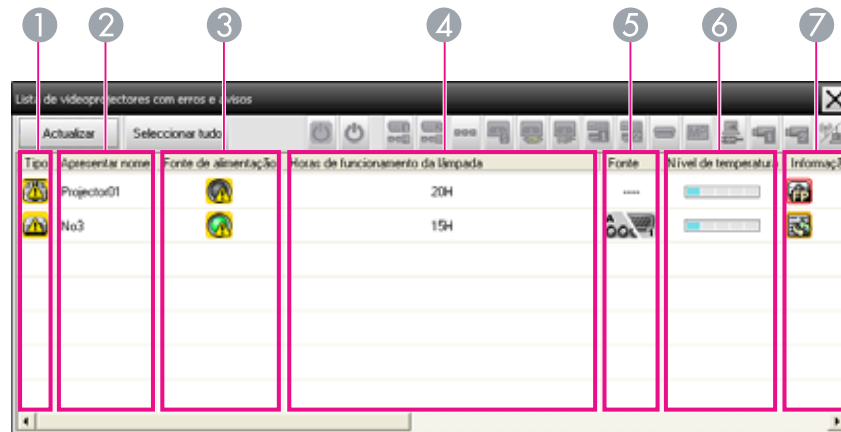 1 2 3 4 5 6 7
Lista de videoprojectores com erros e avisos
Actualizar Seleccionar tudo
Tipo Apresentar nome Fonte de alimentação Horas de funcionamento da lâmpada Fonte Nível de temperatura Informaçã
Projector01 20H ----
No3 15H